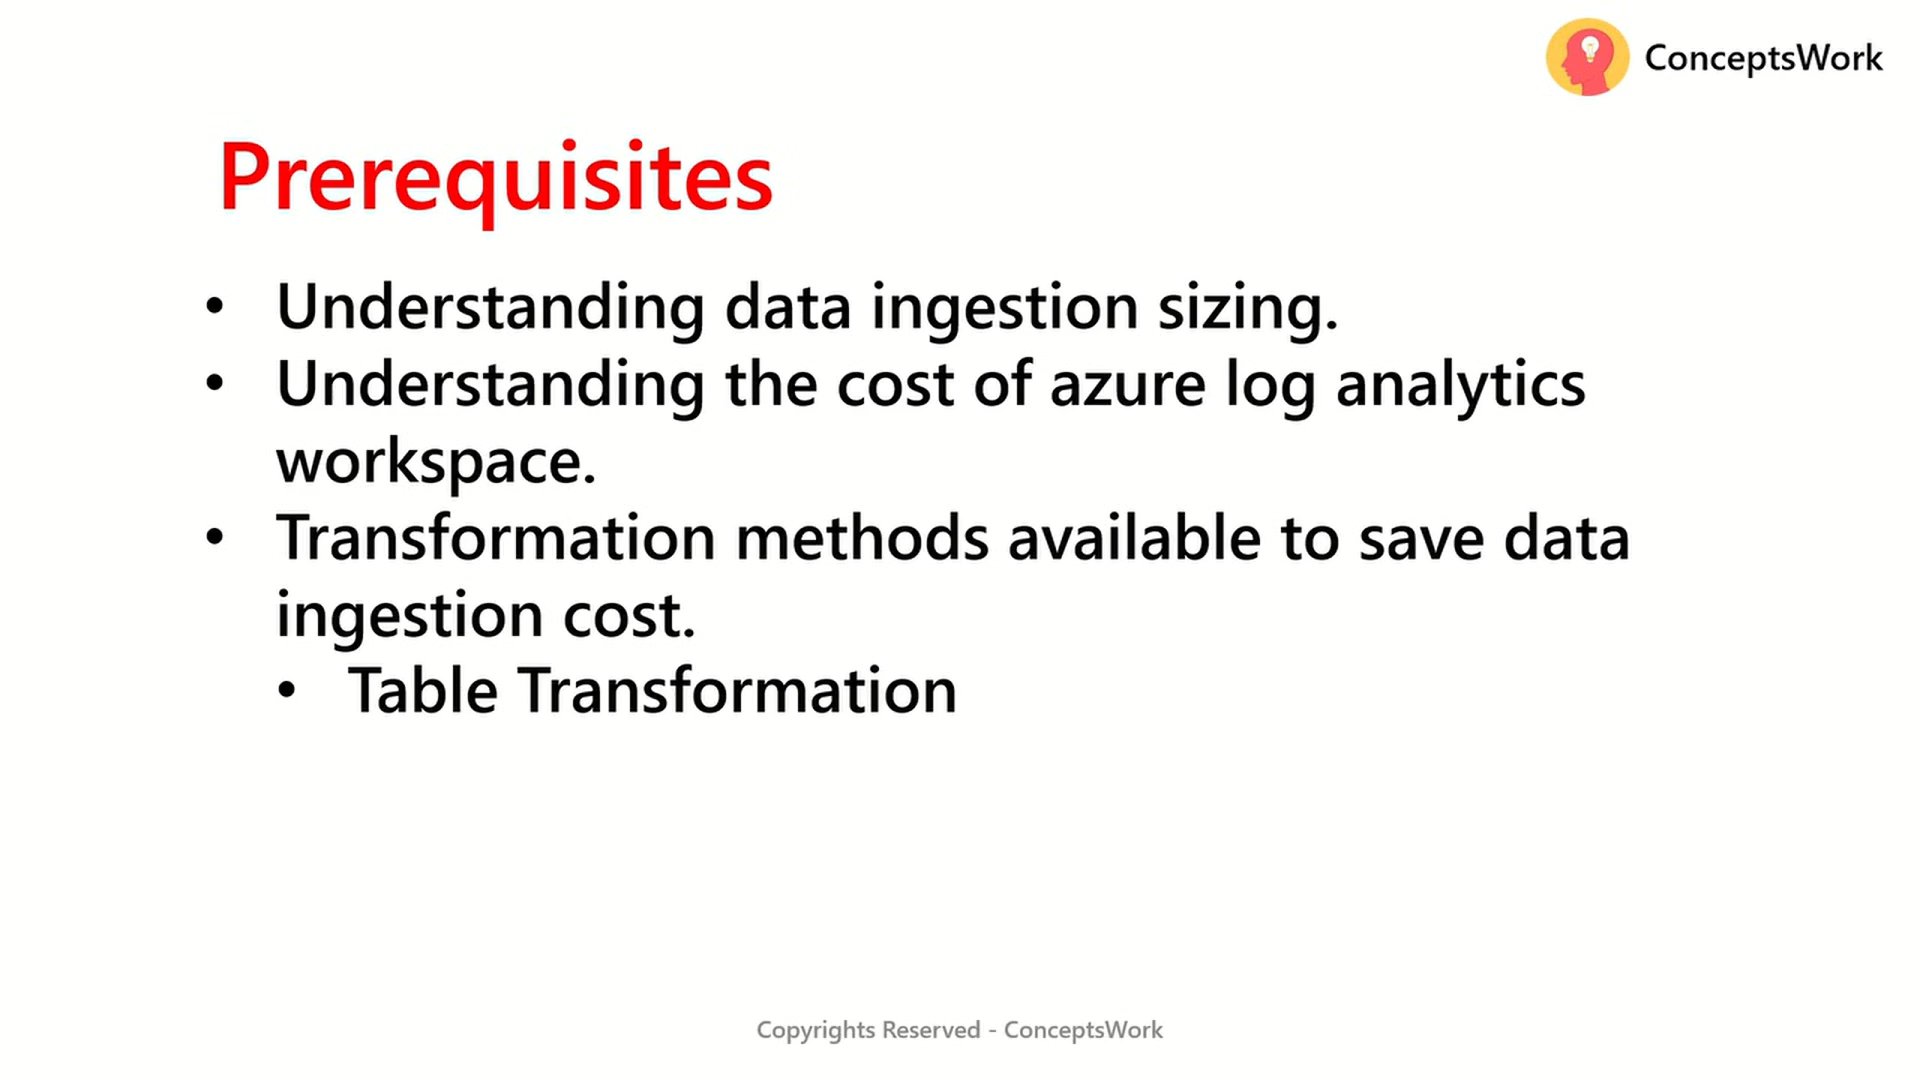 ConceptsWork
Prerequisites
• Understanding data ingestion sizing.
• Understanding the cost of azure log analytics
workspace.
• Transformation methods available to save data
ingestion cost.
• Table Transformation
Copyrights Reserved - ConceptsWork